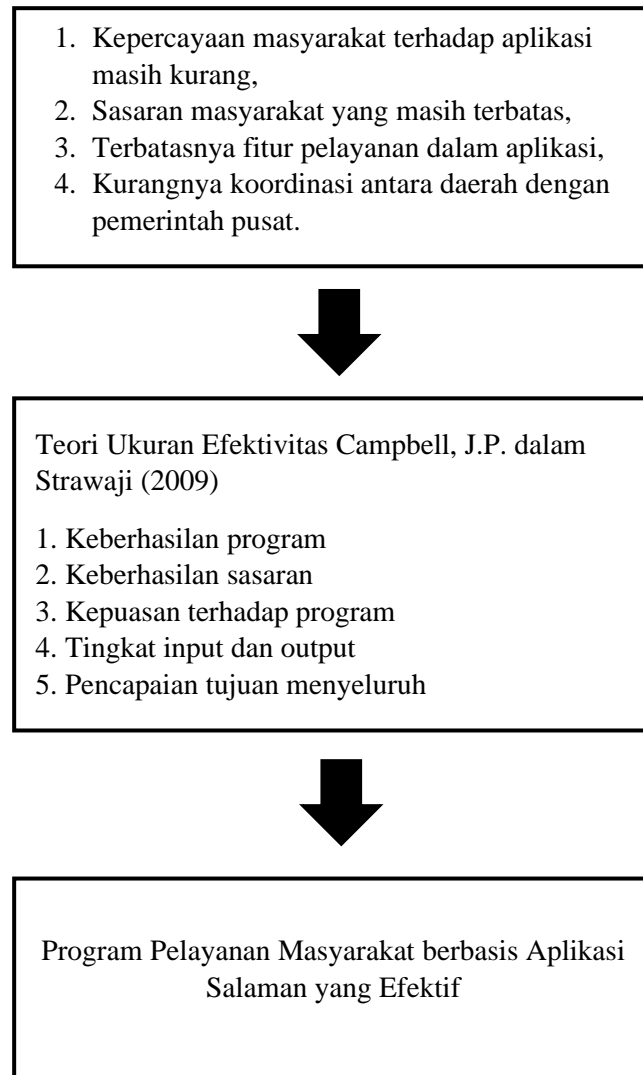 1. Kepercayaan masyarakat terhadap aplikasi
masih kurang,
2. Sasaran masyarakat yang masih terbatas,
3. Terbatasnya fitur pelayanan dalam aplikasi,
4. Kurangnya koordinasi antara daerah dengan
pemerintah pusat.
Teori Ukuran Efektivitas Campbell, J.P. dalam
Strawaji (2009)
1. Keberhasilan program
2. Keberhasilan sasaran
3. Kepuasan terhadap program
4. Tingkat input dan output
5. Pencapaian tujuan menyeluruh
Program Pelayanan Masyarakat berbasis Aplikasi
Salaman yang Efektif